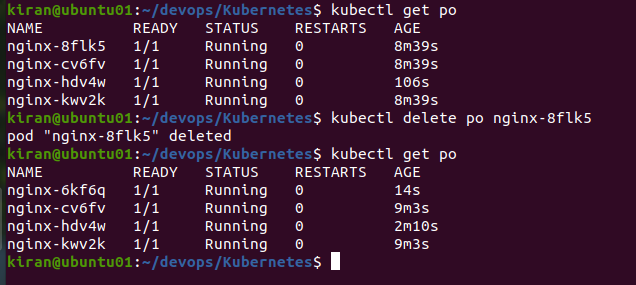 kiran@ubuntu01:~/devops/Kubernetes$ kubectl get po
NAME READY STATUS RESTARTS AGE
nginx-8flk5 1/1 Running 0 8m39s
nginx-cv6fv 1/1 Running 0 8m39s
nginx-hdv4w 1/1 Running 0 106s
nginx-kwv2k 1/1 Running 0 8m39s
kiran@ubuntu01:~/devops/Kubernetes$ kubectl delete po nginx-8flk5
pod "nginx-8flk5" deleted
kiran@ubuntu01:~/devops/Kubernetes$ kubectl get po
NAME READY STATUS RESTARTS AGE
nginx-6kf6q 1/1 Running 0 14s
nginx-cv6fv 1/1 Running 0 9m3s
nginx-hdv4w 1/1 Running 0 2m10s
nginx-kwv2k 1/1 Running 0 9m3s
kiran@ubuntu01:~/devops/Kubernetes$